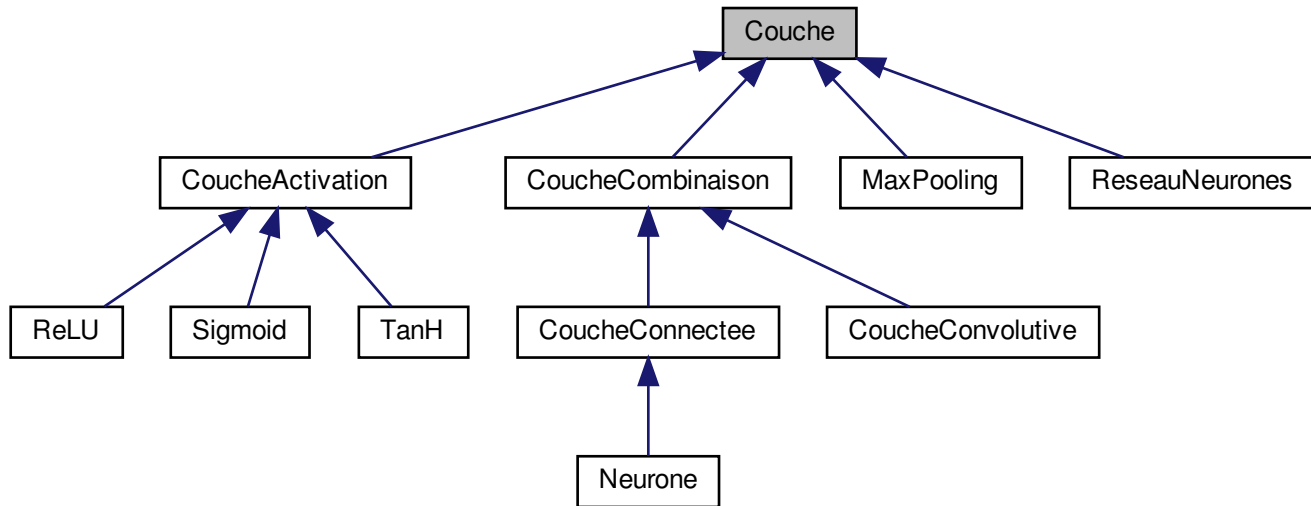 Couche
CoucheActivation
CoucheCombinaison
MaxPooling
ReseauNeurones
ReLU
Sigmoid
TanH
CoucheConnectee
CoucheConvolutive
Neurone